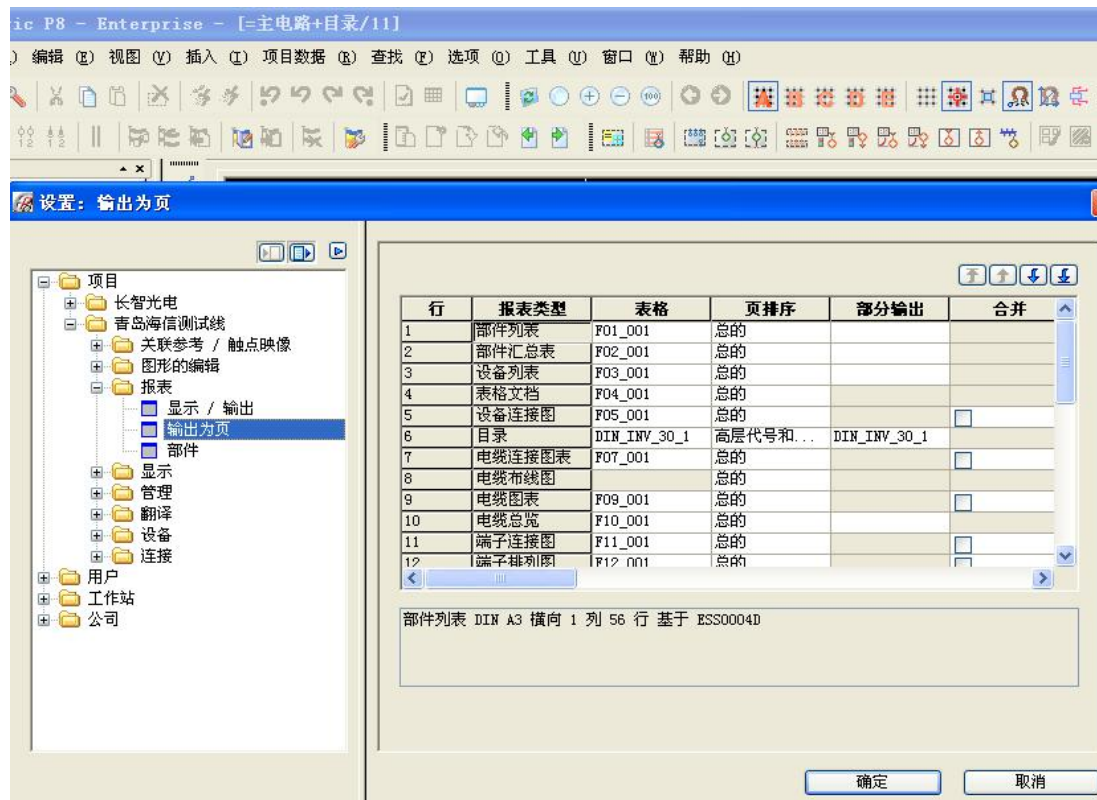 ic P8 - Enterprise - [=主电路+目录/11]
) 编辑 (E) 视图 (V) 插入 (I) 项目数据 (R) 查找 (F) 选项 (O) 工具 (U) 窗口 (W) 帮助 (H)
设置: 输出为页
项目
长智光电
青岛海信测试线
关联参考 / 触点映像
图形的编辑
报表
显示 / 输出
输出为页
部件
显示
管理
翻译
设备
连接
用户
工作站
公司
行 报表类型 表格 页排序 部分输出 合并
1 部件列表 F01_001 总的
2 部件汇总表 F02_001 总的
3 设备列表 F03_001 总的
4 表格文档 F04_001 总的
5 设备连接图 F05_001 总的
6 目录 DIN_INV_30_1 高层代号和... DIN_INV_30_1
7 电缆连接图表 F07_001 总的
8 电缆布线图 总的
9 电缆图表 F09_001 总的
10 电缆总览 F10_001 总的
11 端子连接图 F11_001 总的
12 端子排列图 F12_001 总的
部件列表 DIN A3 横向 1 列 56 行 基于 ESS0004D
确定 取消